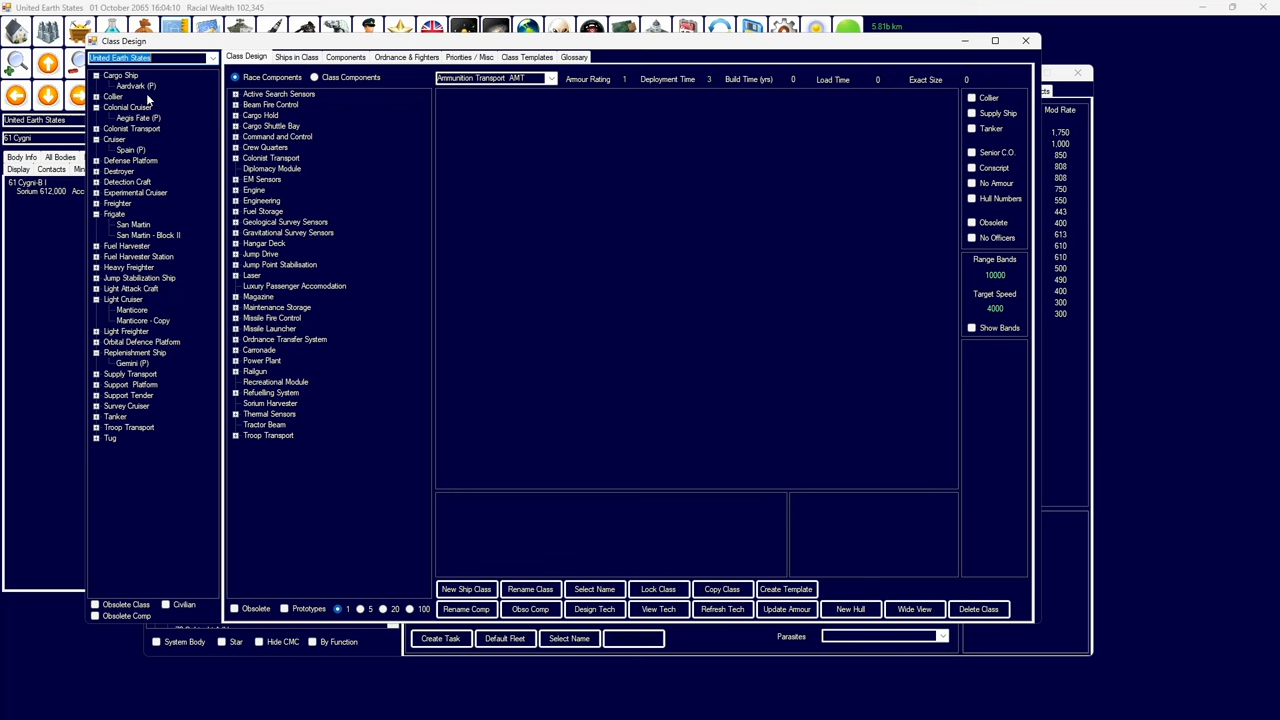 United Earth States   01 October 2065 16:04:10   Racial Wealth 102,345
5.81b km
Class Design
United Earth States
Class Design
Ships in Class
Components
Ordnance & Fighters
Priorities / Misc
Class Templates
Glossary
Race Components
Class Components
Ammunition Transport  AMT
Armour Rating 1
Deployment Time 3
Build Time (yrs) 0
Load Time 0
Exact Size 0
Cargo Ship
Aardvark (P)
Collier
Colonial Cruiser
Aegis Fate (P)
Colonist Transport
Cruiser
Spain (P)
Defense Platform
Destroyer
Detection Craft
Experimental Cruiser
Freighter
Frigate
San Martin
San Martin - Block II
Fuel Harvester
Fuel Harvester Station
Heavy Freighter
Jump Stabilization Ship
Light Attack Craft
Light Cruiser
Manticore
Manticore - Copy
Light Freighter
Orbital Defence Platform
Replenishment Ship
Gemini (P)
Supply Transport
Support Platform
Support Tender
Survey Cruiser
Tanker
Troop Transport
Tug
Obsolete Class
Civilian
Obsolete Comp
Active Search Sensors
Beam Fire Control
Cargo Hold
Cargo Shuttle Bay
Command and Control
Crew Quarters
Colonist Transport
Diplomacy Module
EM Sensors
Engine
Engineering
Fuel Storage
Geological Survey Sensors
Gravitational Survey Sensors
Hangar Deck
Jump Drive
Jump Point Stabilisation
Laser
Luxury Passenger Accomodation
Magazine
Maintenance Storage
Missile Fire Control
Missile Launcher
Ordnance Transfer System
Carronade
Power Plant
Railgun
Recreational Module
Refuelling System
Sorium Harvester
Thermal Sensors
Tractor Beam
Troop Transport
Obsolete
Prototypes
1
5
20
100
Collier
Supply Ship
Tanker
Senior C.O.
Conscript
No Armour
Hull Numbers
Obsolete
No Officers
Range Bands
10000
Target Speed
4000
Show Bands
New Ship Class
Rename Class
Select Name
Lock Class
Copy Class
Create Template
Rename Comp
Obso Comp
Design Tech
View Tech
Refresh Tech
Update Armour
New Hull
Wide View
Delete Class
United Earth States
61 Cygni
Body Info
All Bodies
Display
Contacts
Min
61 Cygni-B I
Sorium 612,000   Acc
cts
Mod Rate
1,750
1,000
850
808
808
750
550
443
400
613
610
610
500
490
400
300
300
System Body
Star
Hide CMC
By Function
Create Task
Default Fleet
Select Name
Parasites